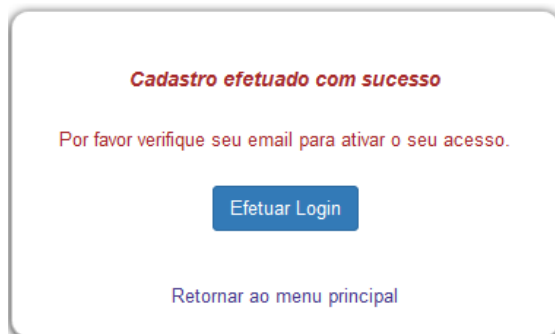 Cadastro efetuado com sucesso
Por favor verifique seu email para ativar o seu acesso.
Efetuar Login
Retornar ao menu principal